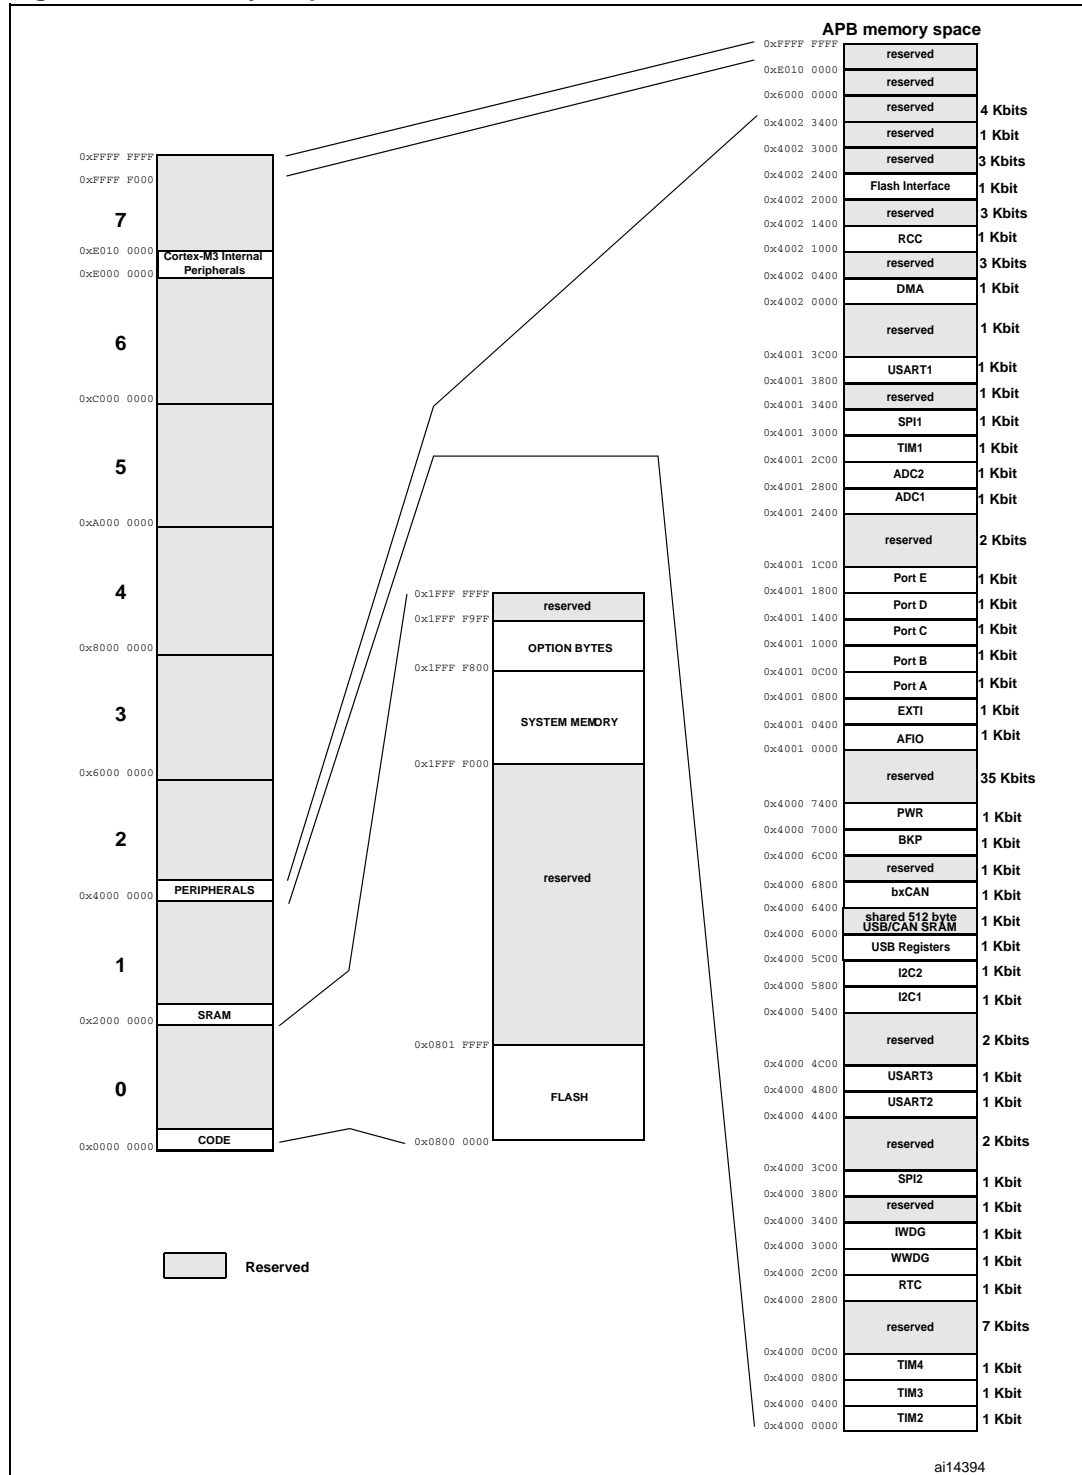 APB memory space
0xFFFF FFFF
reserved
0xE010 0000
reserved
0x6000 0000
reserved
4 Kbits
0x4002 3400
reserved
1 Kbit
0x4002 3000
reserved
3 Kbits
0x4002 2400
Flash Interface
1 Kbit
0x4002 2000
reserved
3 Kbits
0x4002 1400
RCC
1 Kbit
0x4002 1000
reserved
3 Kbits
0x4002 0400
DMA
1 Kbit
0x4002 0000
reserved
1 Kbit
0x4001 3C00
USART1
1 Kbit
0x4001 3800
reserved
1 Kbit
0x4001 3400
SPI1
1 Kbit
0x4001 3000
TIM1
1 Kbit
0x4001 2C00
ADC2
1 Kbit
0x4001 2800
ADC1
1 Kbit
0x4001 2400
reserved
2 Kbits
0x4001 1C00
Port E
1 Kbit
0x4001 1800
Port D
1 Kbit
0x4001 1400
Port C
1 Kbit
0x4001 1000
Port B
1 Kbit
0x4001 0C00
Port A
1 Kbit
0x4001 0800
EXTI
1 Kbit
0x4001 0400
AFIO
1 Kbit
0x4001 0000
reserved
35 Kbits
0x4000 7400
PWR
1 Kbit
0x4000 7000
BKP
1 Kbit
0x4000 6C00
reserved
1 Kbit
0x4000 6800
bxCAN
1 Kbit
0x4000 6400
shared 512 byte
USB/CAN SRAM
1 Kbit
0x4000 6000
USB Registers
1 Kbit
0x4000 5C00
I2C2
1 Kbit
0x4000 5800
I2C1
1 Kbit
0x4000 5400
reserved
2 Kbits
0x4000 4C00
USART3
1 Kbit
0x4000 4800
USART2
1 Kbit
0x4000 4400
reserved
2 Kbits
0x4000 3C00
SPI2
1 Kbit
0x4000 3800
reserved
1 Kbit
0x4000 3400
IWDG
1 Kbit
0x4000 3000
WWDG
1 Kbit
0x4000 2C00
RTC
1 Kbit
0x4000 2800
reserved
7 Kbits
0x4000 0C00
TIM4
1 Kbit
0x4000 0800
TIM3
1 Kbit
0x4000 0400
TIM2
1 Kbit
0x4000 0000
0xFFFF FFFF
0xFFFF F000
7
0xE010 0000
Cortex-M3 Internal
Peripherals
0xE000 0000
6
0xC000 0000
5
0xA000 0000
4
0x8000 0000
3
0x6000 0000
2
PERIPHERALS
0x4000 0000
1
SRAM
0x2000 0000
0
CODE
0x0000 0000
0x1FFF FFFF
reserved
0x1FFF F9FF
OPTION BYTES
0x1FFF F800
SYSTEM MEMORY
0x1FFF F000
reserved
0x0801 FFFF
FLASH
0x0800 0000
Reserved
ai14394